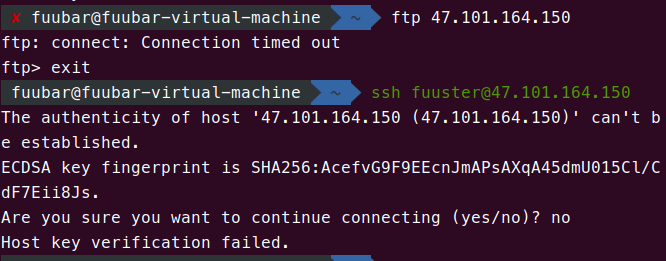 ✘ fuubar@fuubar-virtual-machine ~ ftp 47.101.164.150
ftp: connect: Connection timed out
ftp> exit
fuubar@fuubar-virtual-machine ~ ssh fuuster@47.101.164.150
The authenticity of host '47.101.164.150 (47.101.164.150)' can't b
e established.
ECDSA key fingerprint is SHA256:AcefvG9F9EEcnJmAPsAXqA45dmU015Cl/C
dF7Eii8Js.
Are you sure you want to continue connecting (yes/no)? no
Host key verification failed.